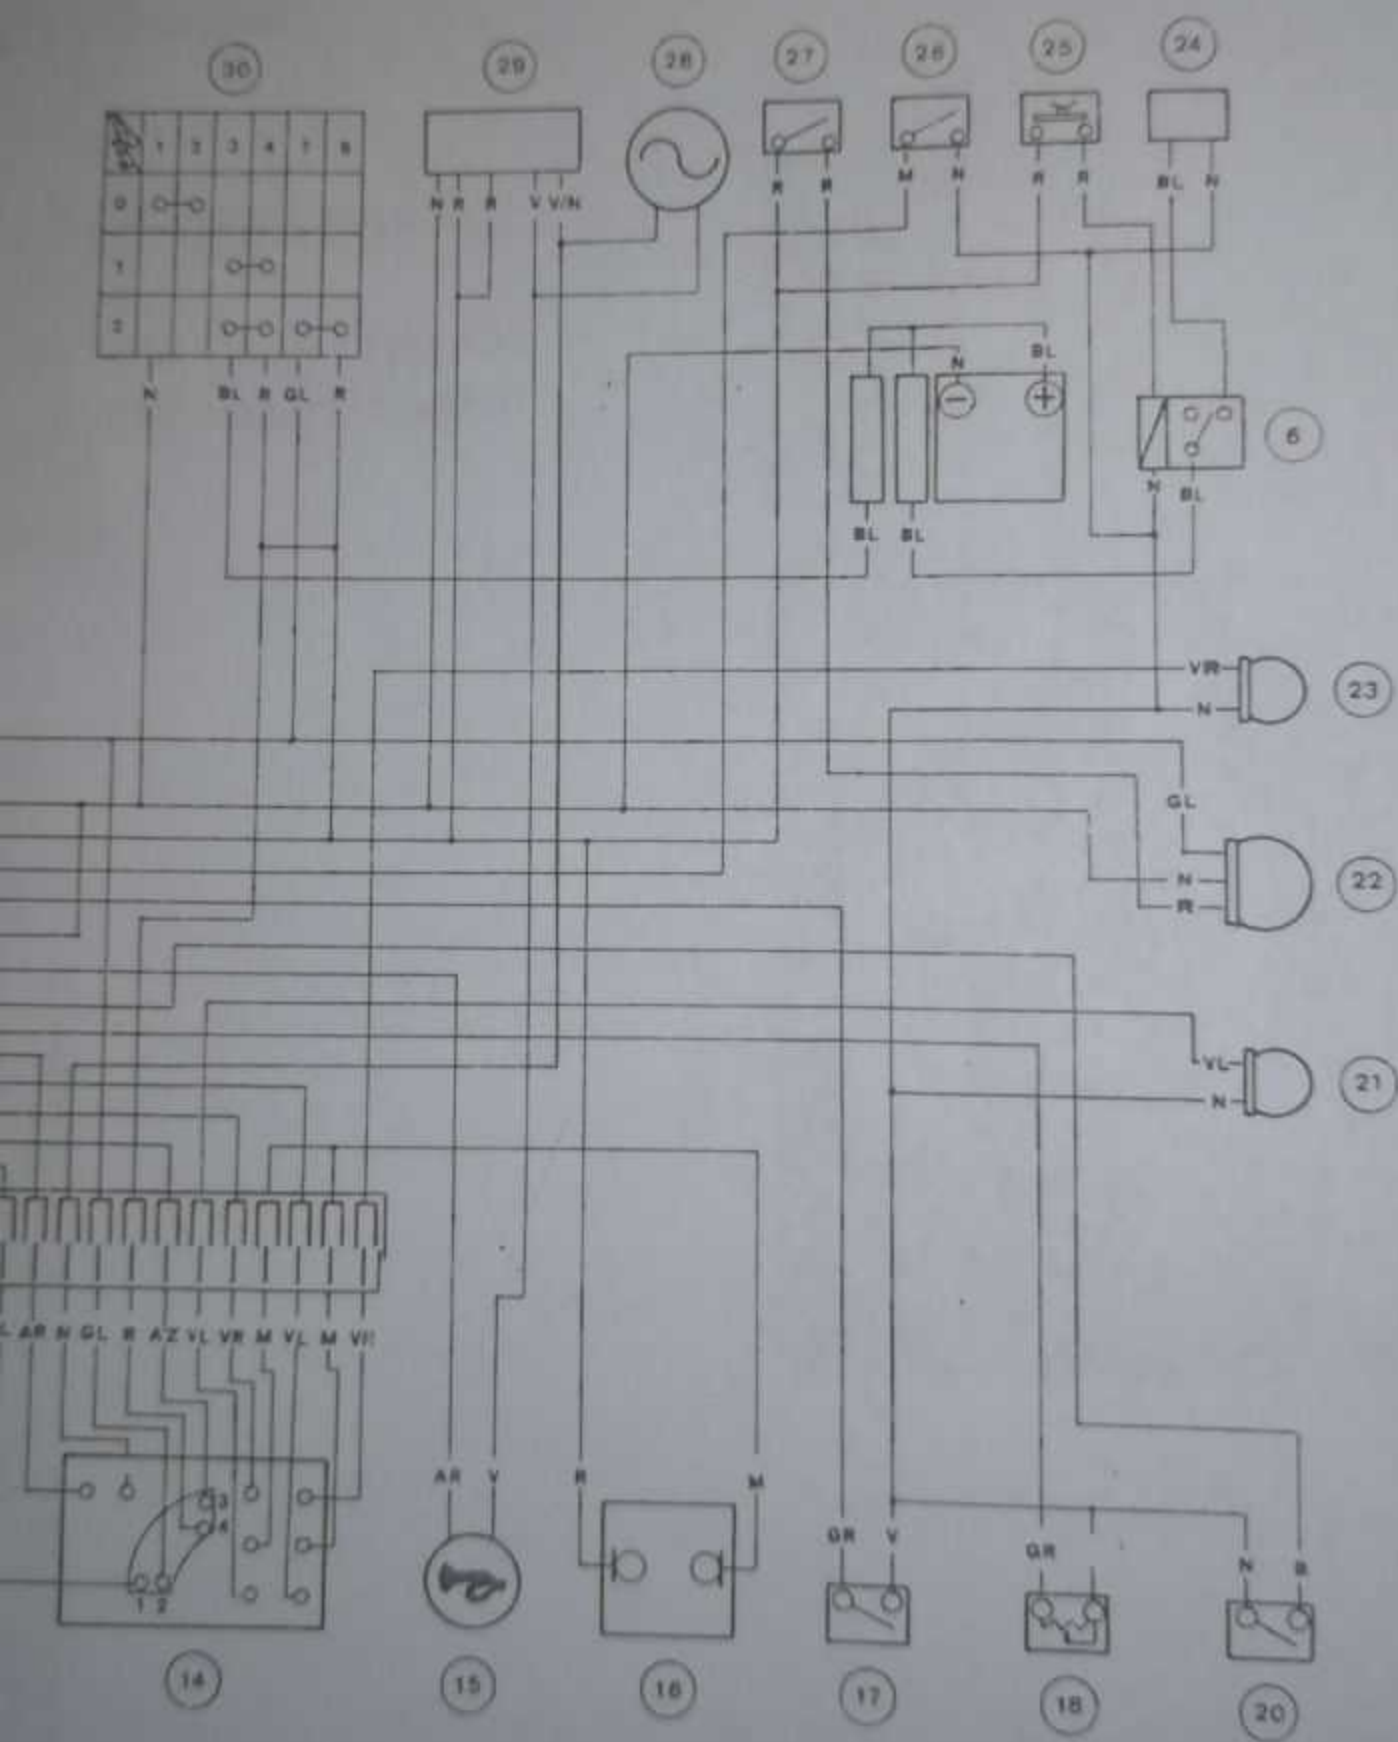 30 29 28 27 26 25 24
1 2 3 4 7 8
0
1
2
N BL R GL R
N R R V V/N
R R
M N
R R
BL N
N BL
− +
6
N BL
BL BL
V/R
N
23
GL
N
R
22
VL
N
21
AR N GL R AZ VL VR M VL M
3
4
1 2
AR V
R M
GR V
GR
N
14 15 16 17 18 20